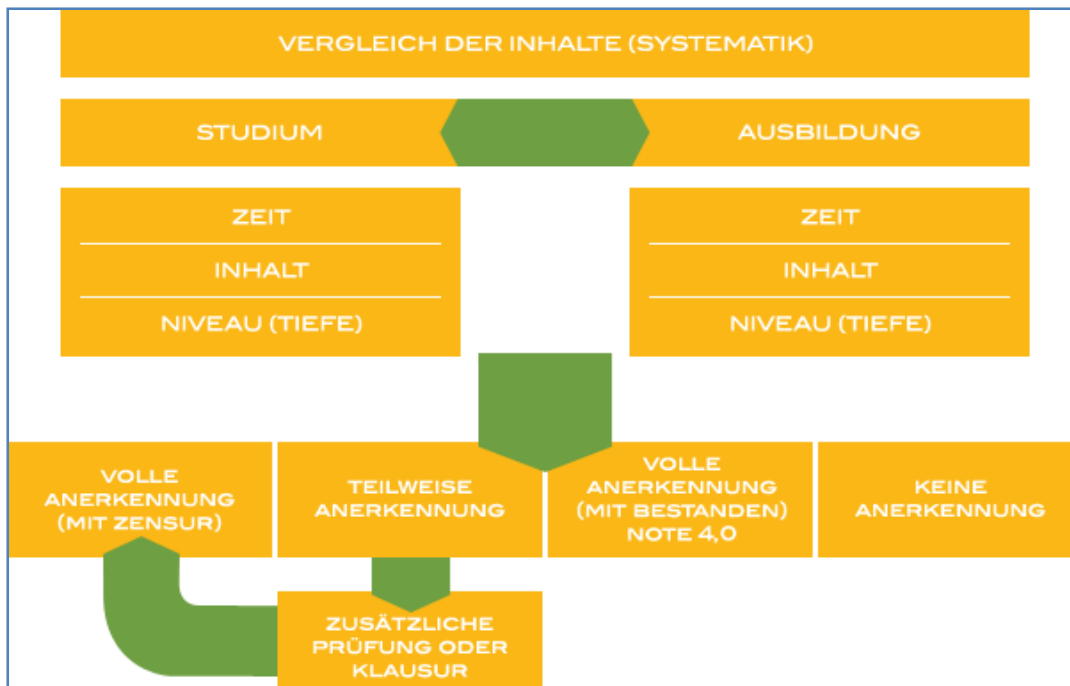 VERGLEICH DER INHALTE (SYSTEMATIK)
STUDIUM
AUSBILDUNG
ZEIT
INHALT
NIVEAU (TIEFE)
ZEIT
INHALT
NIVEAU (TIEFE)
VOLLE
ANERKENNUNG
(MIT ZENSUR)
TEILWEISE
ANERKENNUNG
VOLLE
ANERKENNUNG
(MIT BESTANDEN)
NOTE 4,0
KEINE
ANERKENNUNG
ZUSÄTZLICHE
PRÜFUNG ODER
KLAUSUR